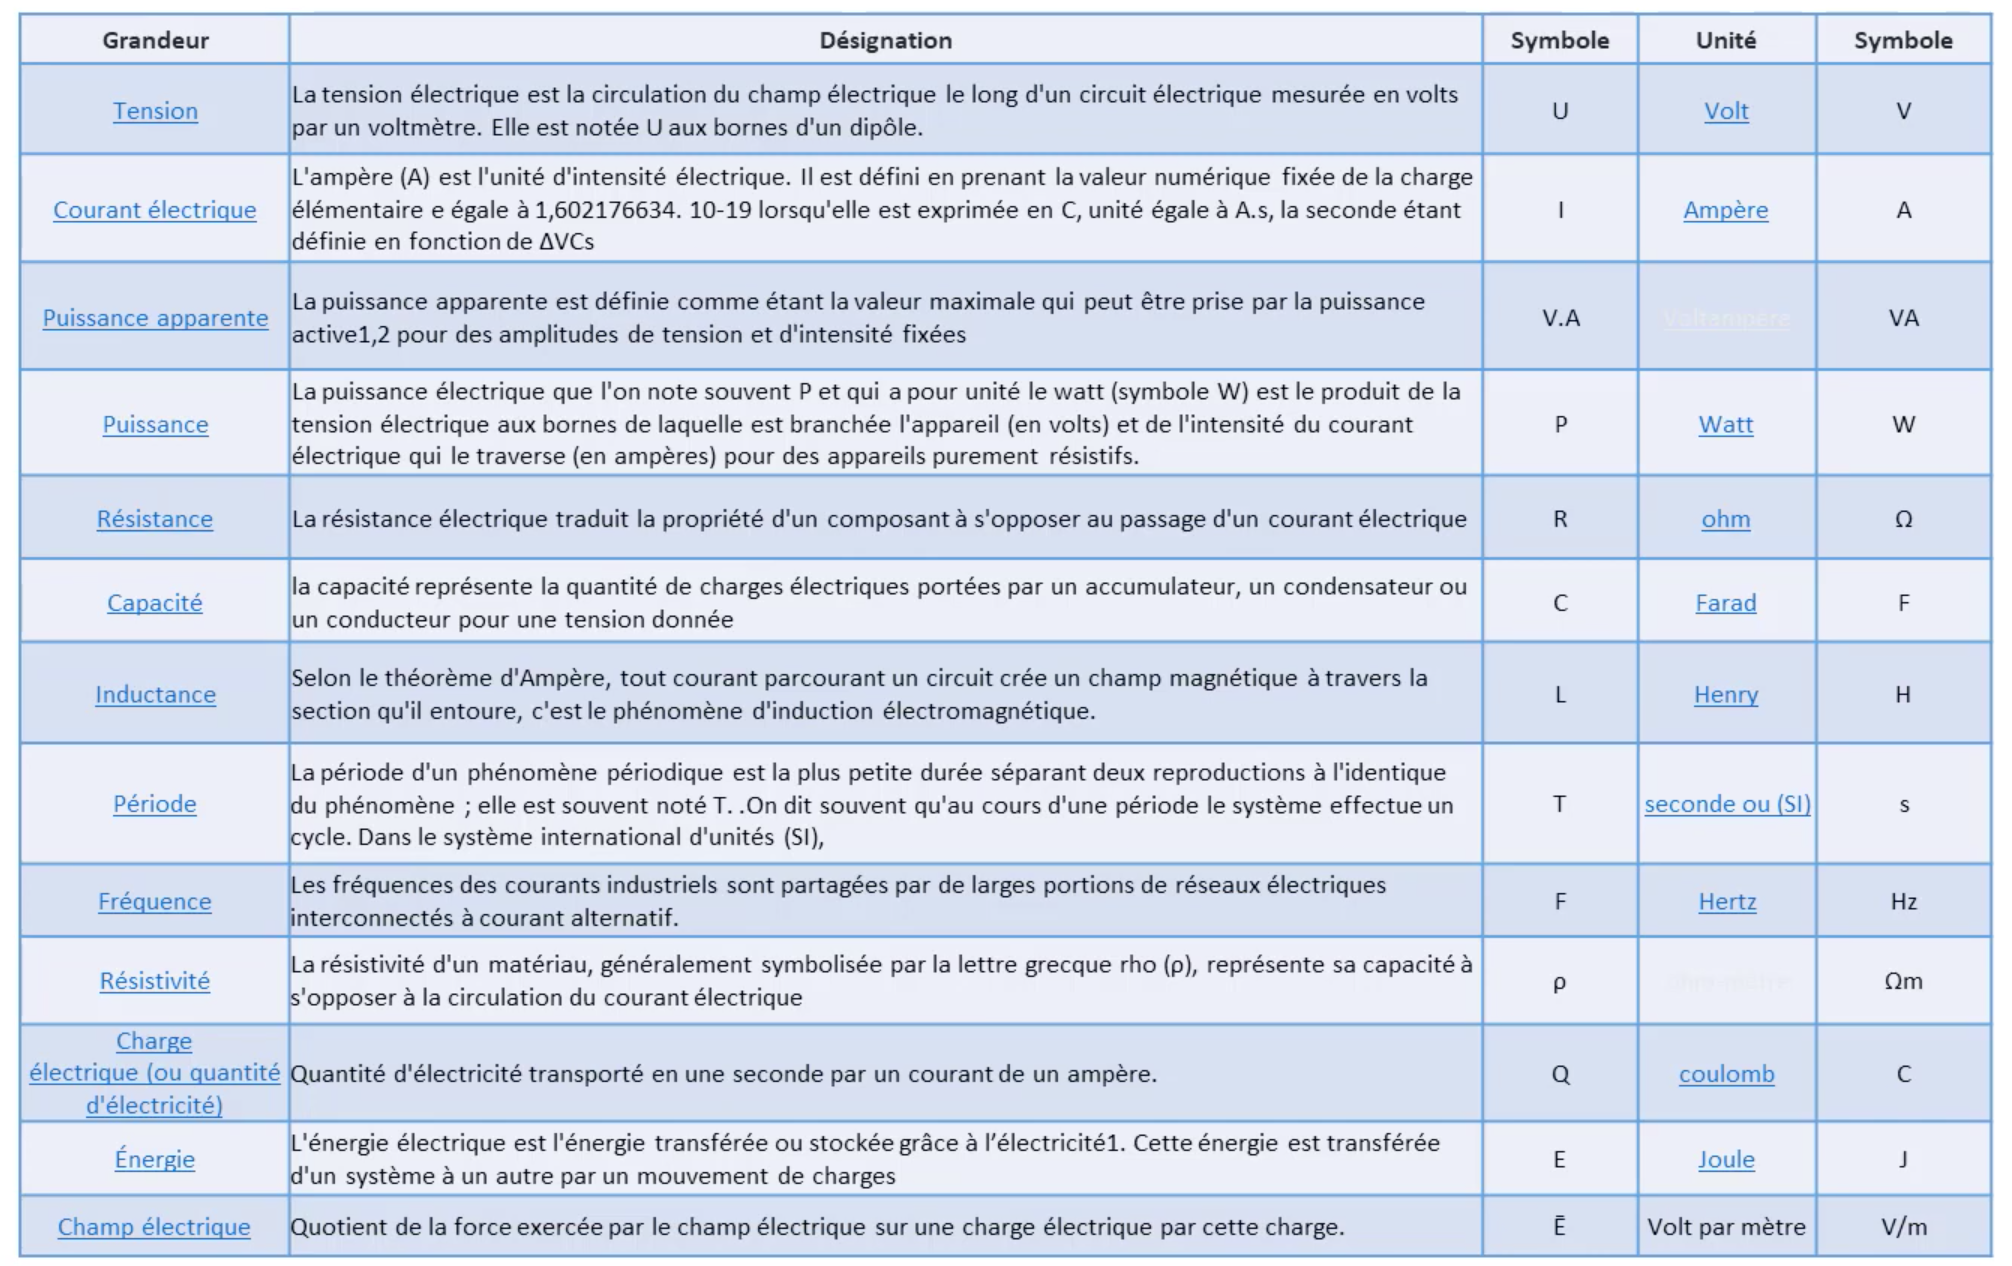 Grandeur Désignation Symbole Unité Symbole
Tension
La tension électrique est la circulation du champ électrique le long d'un circuit électrique mesurée en volts
par un voltmètre. Elle est notée U aux bornes d'un dipôle.
U Volt V
Courant électrique
L'ampère (A) est l'unité d'intensité électrique. Il est défini en prenant la valeur numérique fixée de la charge
élémentaire e égale à 1,602176634. 10-19 lorsqu'elle est exprimée en C, unité égale à A.s, la seconde étant
définie en fonction de ΔVCs
I Ampère A
Puissance apparente
La puissance apparente est définie comme étant la valeur maximale qui peut être prise par la puissance
active1,2 pour des amplitudes de tension et d'intensité fixées
V.A Voltampère VA
Puissance
La puissance électrique que l'on note souvent P et qui a pour unité le watt (symbole W) est le produit de la
tension électrique aux bornes de laquelle est branchée l'appareil (en volts) et de l'intensité du courant
électrique qui le traverse (en ampères) pour des appareils purement résistifs.
P Watt W
Résistance
La résistance électrique traduit la propriété d'un composant à s'opposer au passage d'un courant électrique
R ohm Ω
Capacité
la capacité représente la quantité de charges électriques portées par un accumulateur, un condensateur ou
un conducteur pour une tension donnée
C Farad F
Inductance
Selon le théorème d'Ampère, tout courant parcourant un circuit crée un champ magnétique à travers la
section qu'il entoure, c'est le phénomène d'induction électromagnétique.
L Henry H
Période
La période d'un phénomène périodique est la plus petite durée séparant deux reproductions à l'identique
du phénomène ; elle est souvent noté T. .On dit souvent qu'au cours d'une période le système effectue un
cycle. Dans le système international d'unités (SI),
T seconde ou (SI) s
Fréquence
Les fréquences des courants industriels sont partagées par de larges portions de réseaux électriques
interconnectés à courant alternatif.
F Hertz Hz
Résistivité
La résistivité d'un matériau, généralement symbolisée par la lettre grecque rho (ρ), représente sa capacité à
s'opposer à la circulation du courant électrique
ρ Ωm
Charge
électrique (ou quantité
d'électricité)
Quantité d'électricité transporté en une seconde par un courant de un ampère.
Q coulomb C
Énergie
L'énergie électrique est l'énergie transférée ou stockée grâce à l’électricité1. Cette énergie est transférée
d'un système à un autre par un mouvement de charges
E Joule J
Champ électrique
Quotient de la force exercée par le champ électrique sur une charge électrique par cette charge.
Ē Volt par mètre V/m